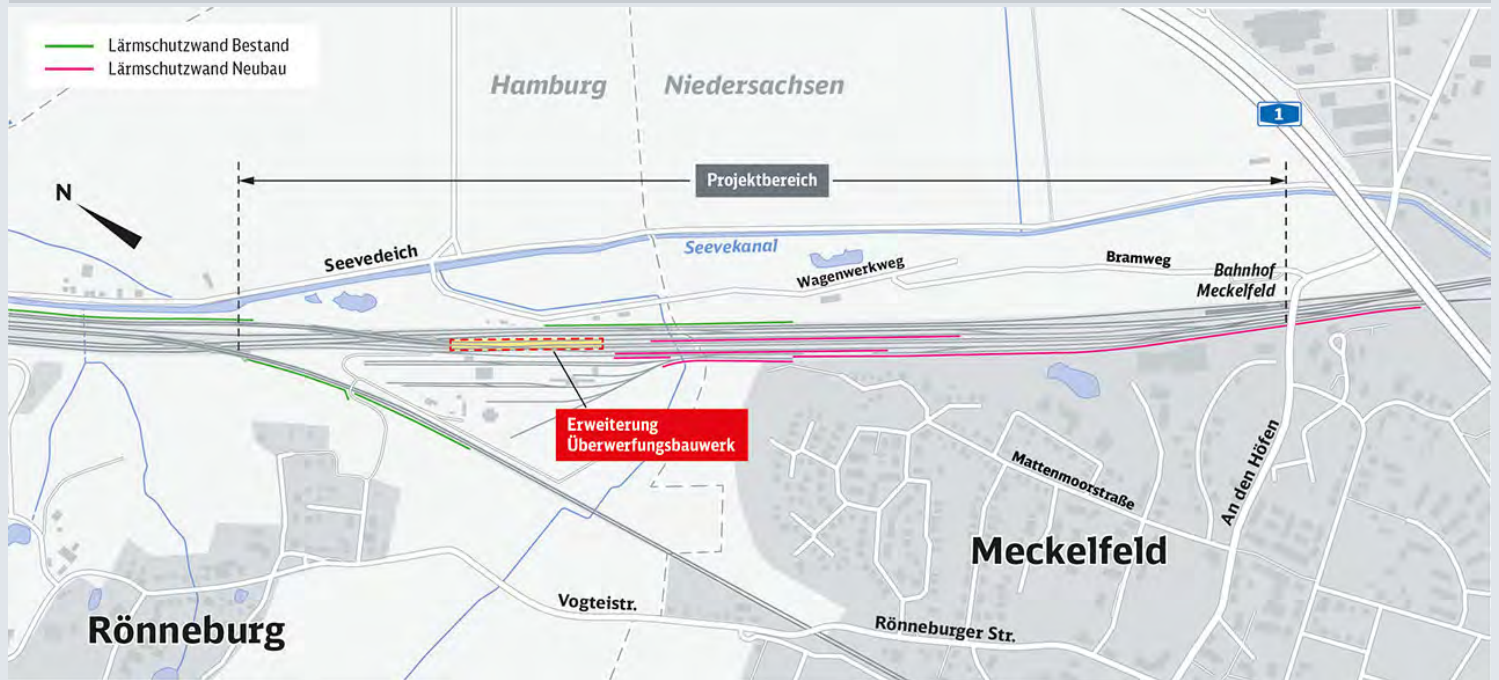 Lärmschutzwand Bestand
Lärmschutzwand Neubau
Hamburg
Niedersachsen
1
Projektbereich
N
Seevedeich
Seevekanal
Wagenwerkweg
Bramweg
Bahnhof
Meckelfeld
Erweiterung
Überwerfungsbauwerk
Mattenmoorstraße
An den Höfen
Meckelfeld
Vogteistr.
Rönneburger Str.
Rönneburg